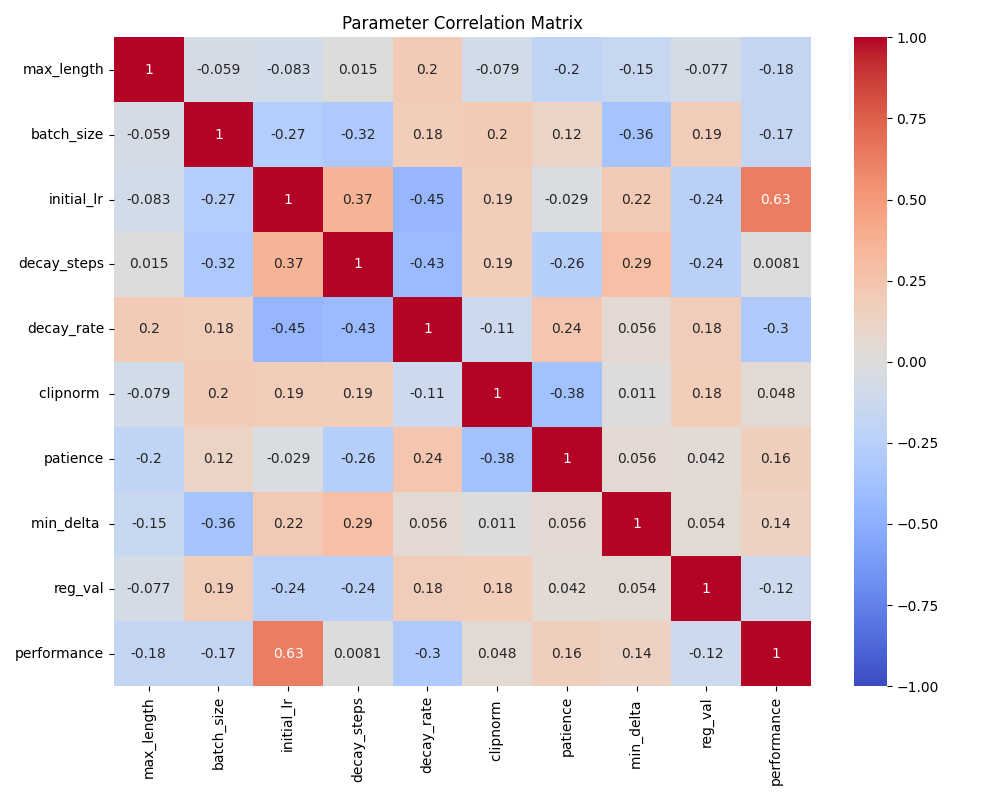 Parameter Correlation Matrix
max_length 1 -0.059 -0.083 0.015 0.2 -0.079 -0.2 -0.15 -0.077 -0.18
batch_size -0.059 1 -0.27 -0.32 0.18 0.2 0.12 -0.36 0.19 -0.17
initial_lr -0.083 -0.27 1 0.37 -0.45 0.19 -0.029 0.22 -0.24 0.63
decay_steps 0.015 -0.32 0.37 1 -0.43 0.19 -0.26 0.29 -0.24 0.0081
decay_rate 0.2 0.18 -0.45 -0.43 1 -0.11 0.24 0.056 0.18 -0.3
clipnorm -0.079 0.2 0.19 0.19 -0.11 1 -0.38 0.011 0.18 0.048
patience -0.2 0.12 -0.029 -0.26 0.24 -0.38 1 0.056 0.042 0.16
min_delta -0.15 -0.36 0.22 0.29 0.056 0.011 0.056 1 0.054 0.14
reg_val -0.077 0.19 -0.24 -0.24 0.18 0.18 0.042 0.054 1 -0.12
performance -0.18 -0.17 0.63 0.0081 -0.3 0.048 0.16 0.14 -0.12 1
max_length batch_size initial_lr decay_steps decay_rate clipnorm patience min_delta reg_val performance
1.00
0.75
0.50
0.25
0.00
−0.25
−0.50
−0.75
−1.00